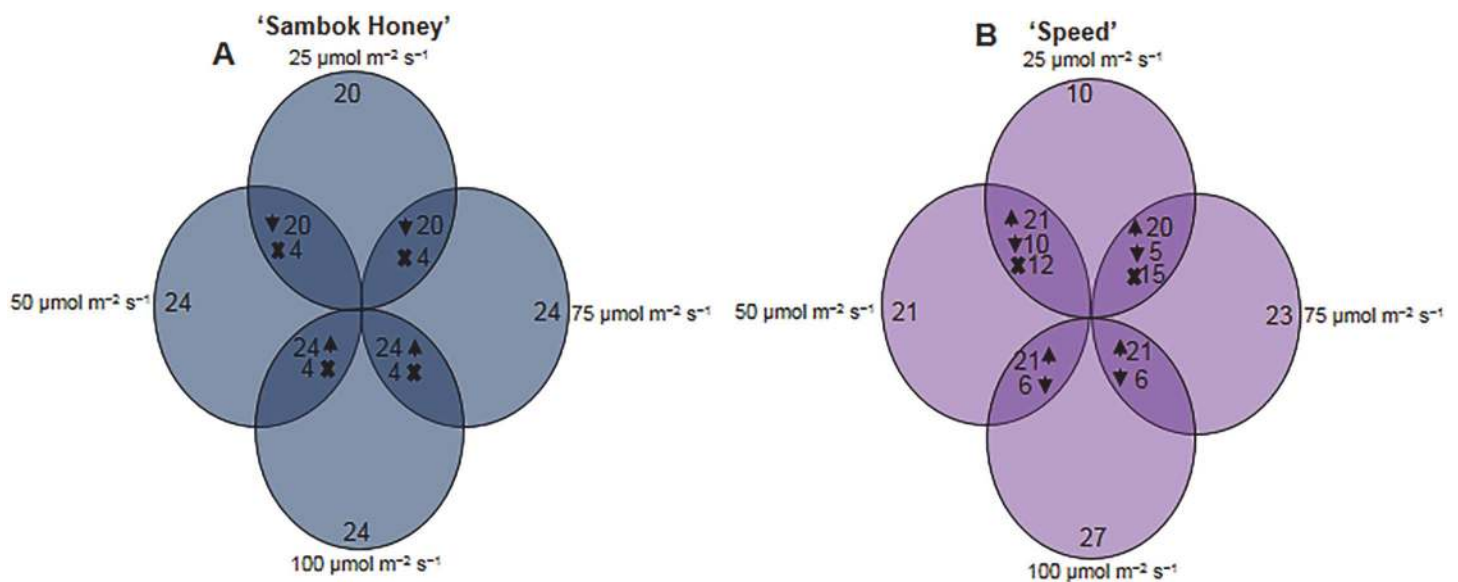 'Sambok Honey'
A
25 µmol m⁻² s⁻¹
20
20
4
20
4
50 µmol m⁻² s⁻¹
24
24
75 µmol m⁻² s⁻¹
24
4
24
4
24
100 µmol m⁻² s⁻¹
B
'Speed'
25 µmol m⁻² s⁻¹
10
21
10
12
20
5
15
50 µmol m⁻² s⁻¹
21
23
75 µmol m⁻² s⁻¹
21
6
21
6
27
100 µmol m⁻² s⁻¹